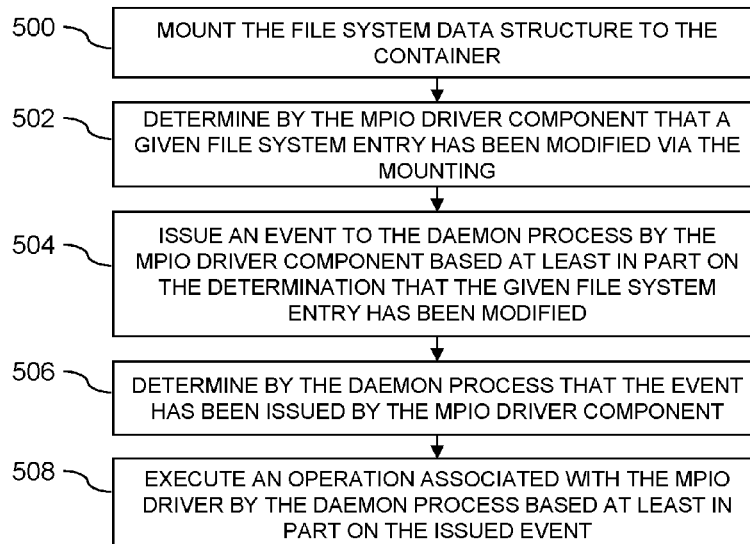 500
MOUNT THE FILE SYSTEM DATA STRUCTURE TO THE
CONTAINER
502
DETERMINE BY THE MPIO DRIVER COMPONENT THAT A
GIVEN FILE SYSTEM ENTRY HAS BEEN MODIFIED VIA THE
MOUNTING
504
ISSUE AN EVENT TO THE DAEMON PROCESS BY THE
MPIO DRIVER COMPONENT BASED AT LEAST IN PART ON
THE DETERMINATION THAT THE GIVEN FILE SYSTEM
ENTRY HAS BEEN MODIFIED.
506
DETERMINE BY THE DAEMON PROCESS THAT THE EVENT
HAS BEEN ISSUED BY THE MPIO DRIVER COMPONENT.
508
EXECUTE AN OPERATION ASSOCIATED WITH THE MPIO
DRIVER BY THE DAEMON PROCESS BASED AT LEAST IN
PART ON THE ISSUED EVENT